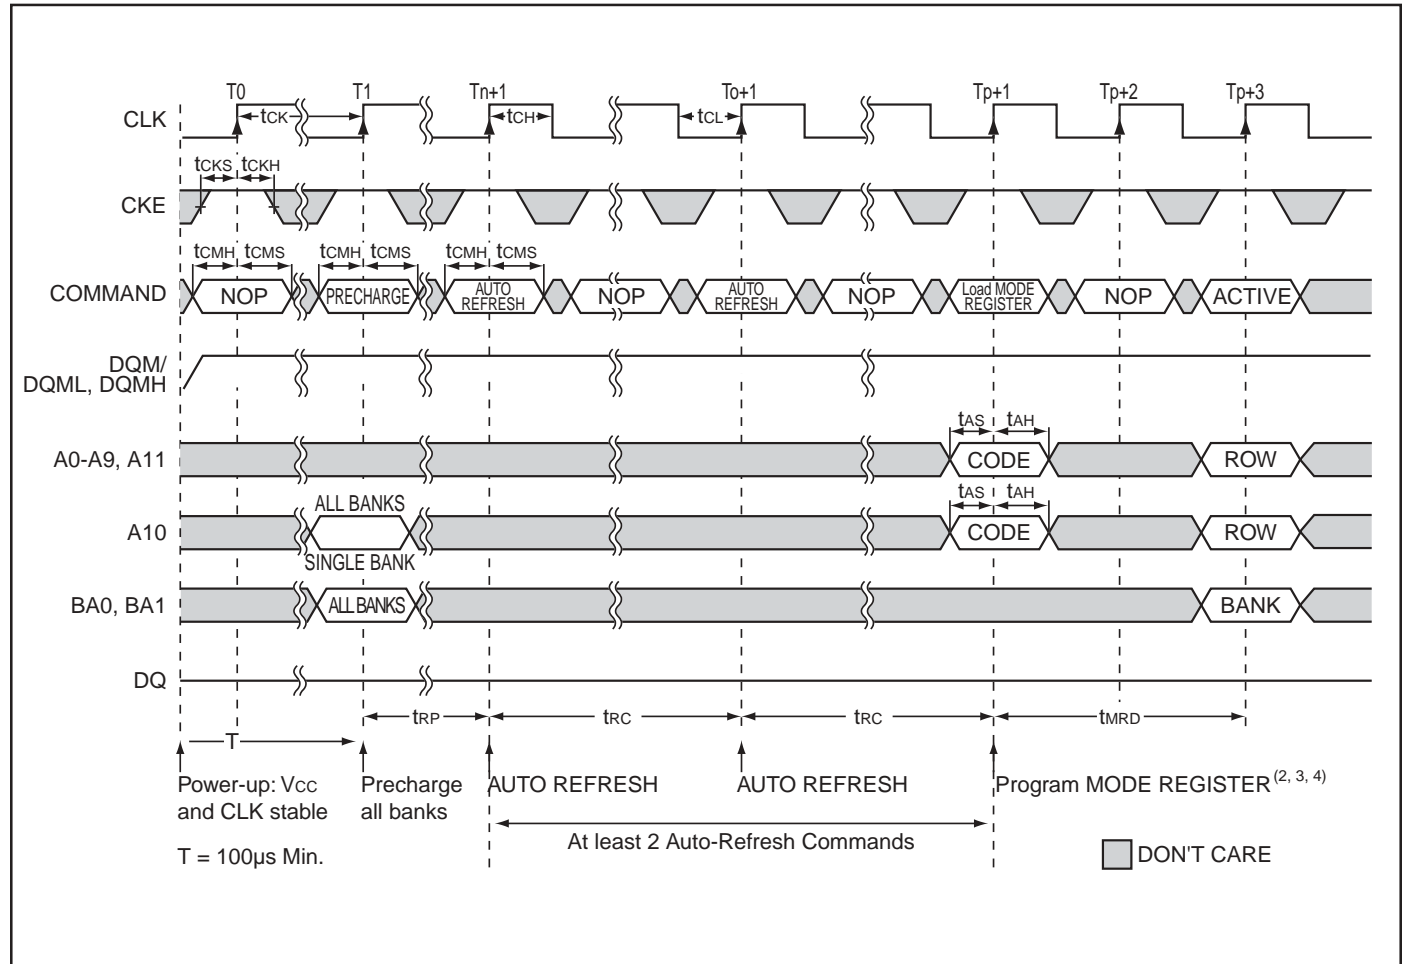 T0 T1 Tn+1 To+1 Tp+1 Tp+2 Tp+3
CLK tCK tCH tCL
tCKS tCKH
CKE
tCMH tCMS tCMH tCMS tCMH tCMS
COMMAND NOP PRECHARGE AUTO REFRESH NOP AUTO REFRESH NOP Load MODE REGISTER NOP ACTIVE
DQM/
DQML, DQMH
tAS tAH
A0-A9, A11 CODE ROW
ALL BANKS tAS tAH
A10 CODE ROW
SINGLE BANK
BA0, BA1 ALL BANKS BANK
DQ
tRP tRC tRC tMRD
T
Power-up: VCC Precharge AUTO REFRESH AUTO REFRESH Program MODE REGISTER (2, 3, 4)
and CLK stable all banks
At least 2 Auto-Refresh Commands
T = 100µs Min. DON'T CARE